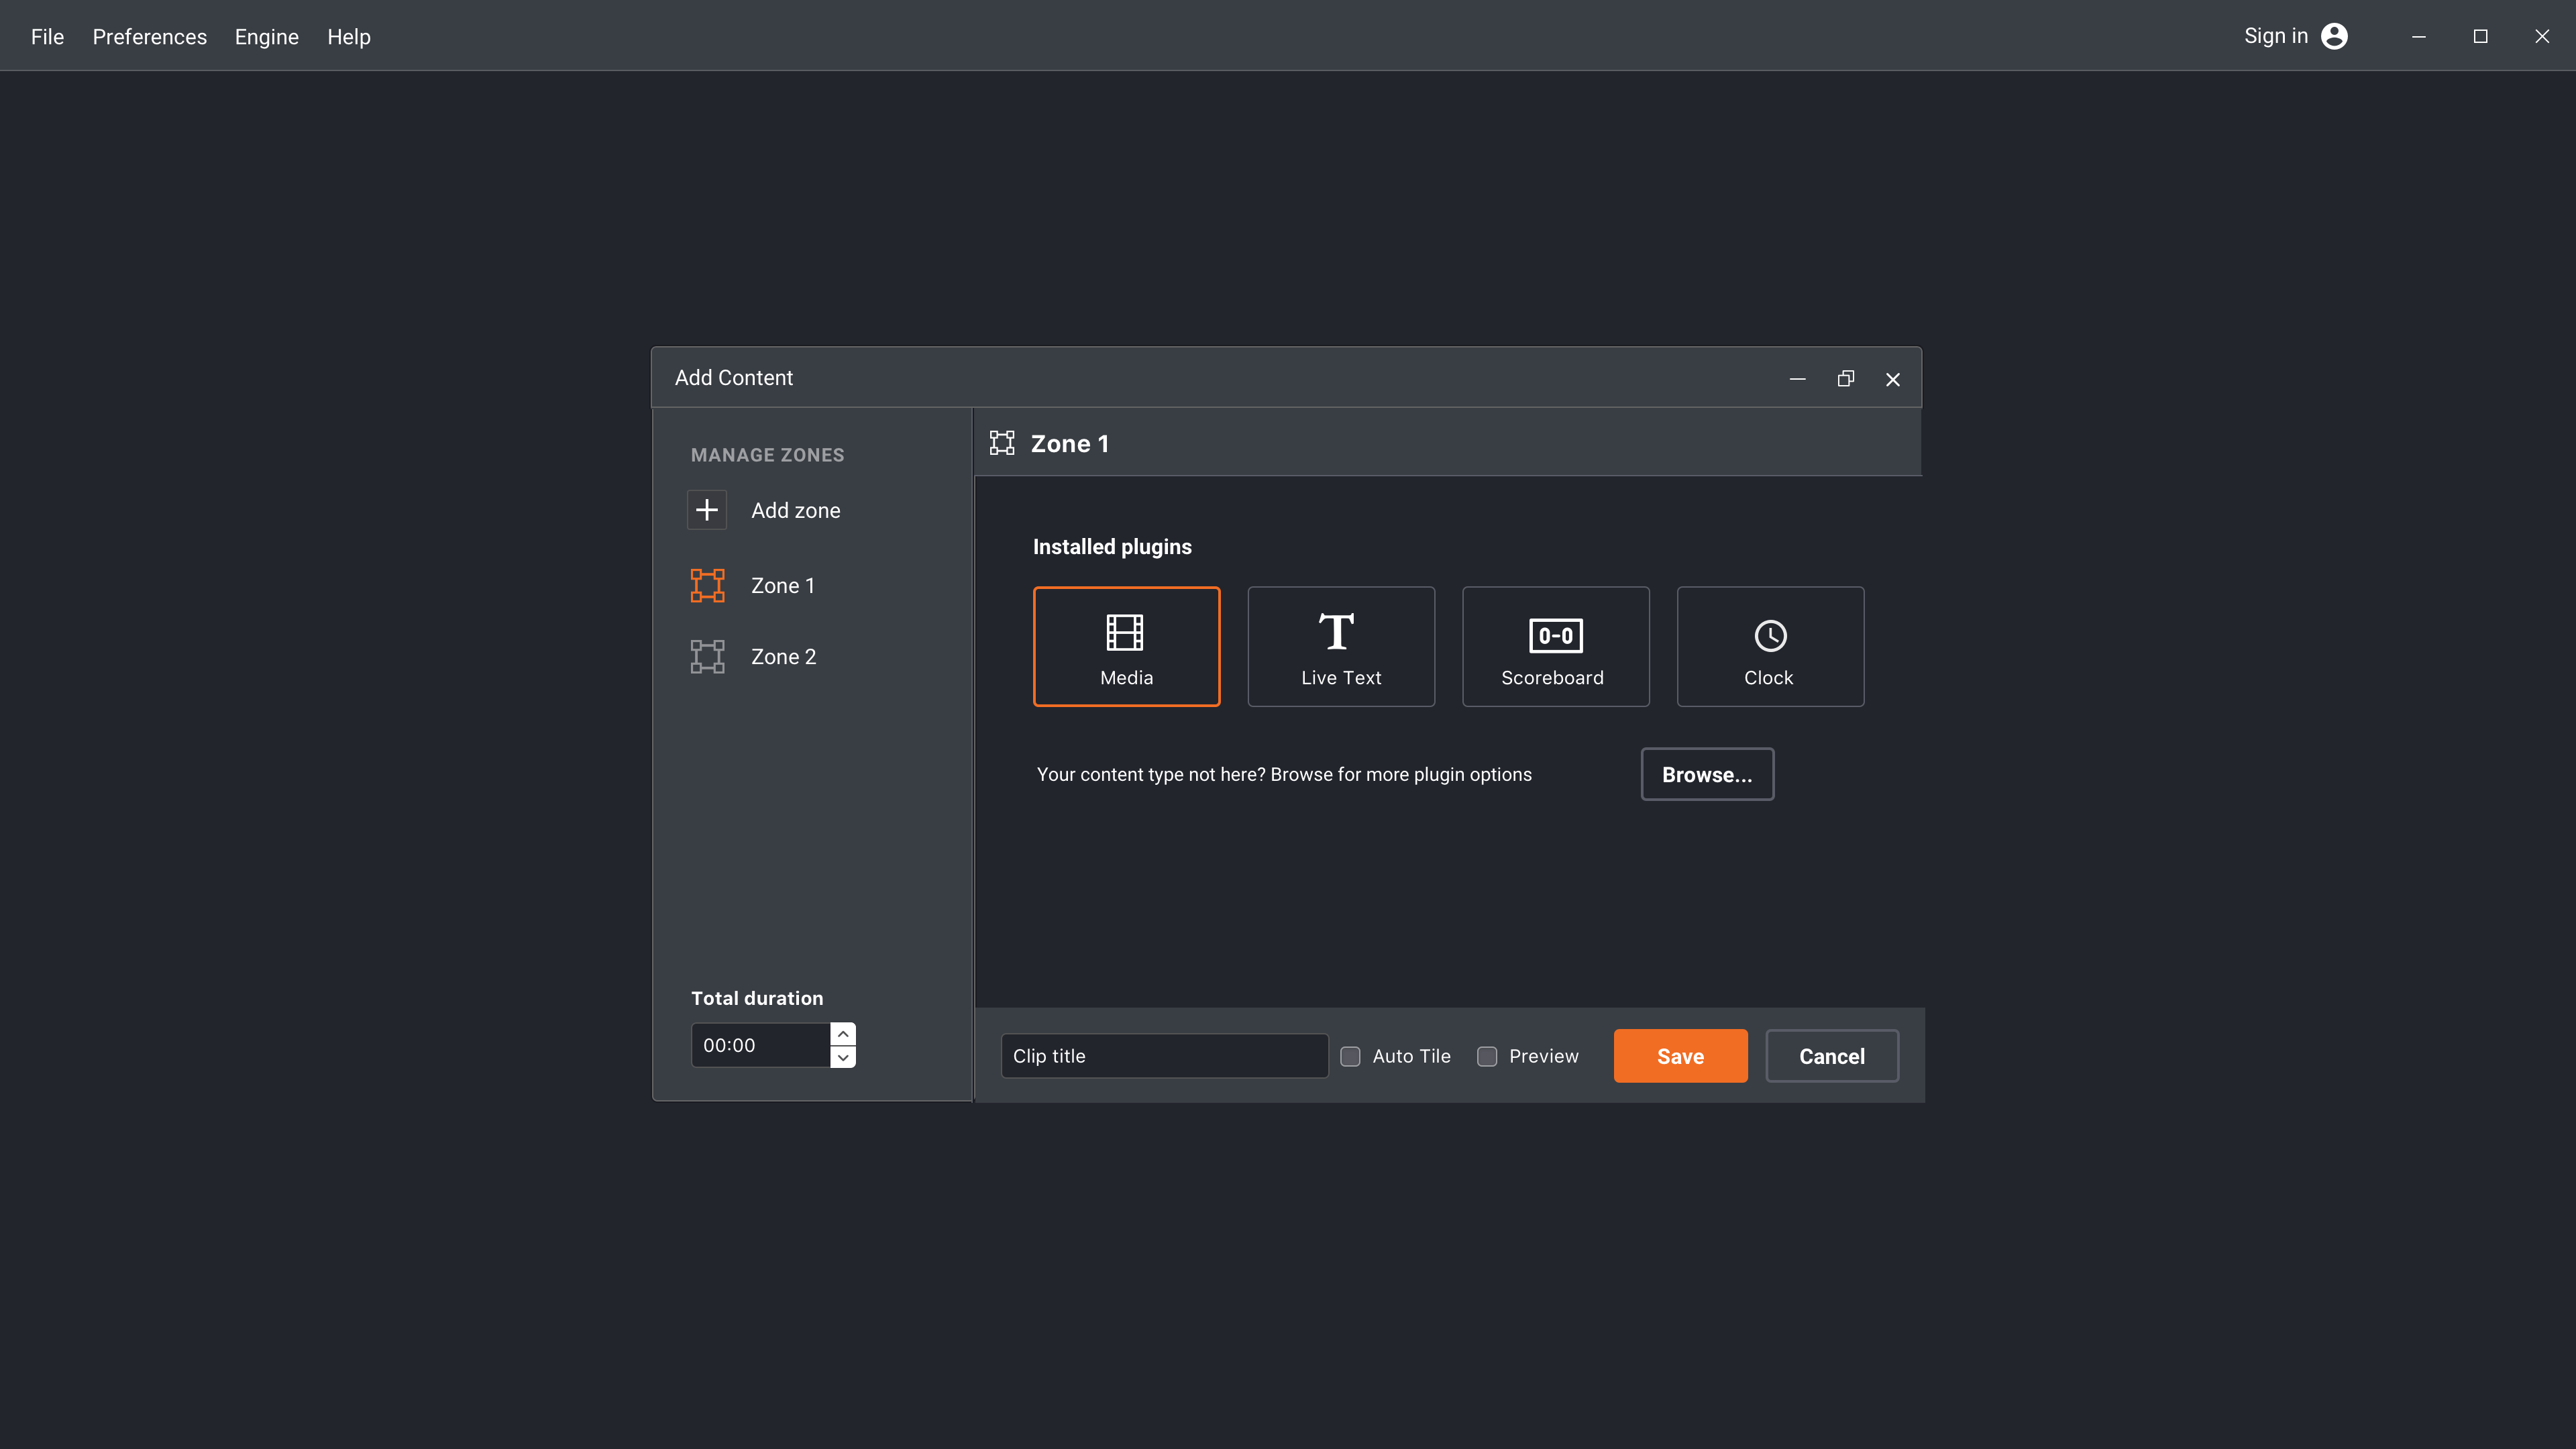 File Preferences Engine Help Sign in
Add Content
MANAGE ZONES
Add zone
Zone 1
Zone 2
Total duration
00:00
Zone 1
Installed plugins
Media
T
Live Text
0-0
Scoreboard
Clock
Your content type not here? Browse for more plugin options
Browse...
Clip title
Auto Tile
Preview
Save
Cancel